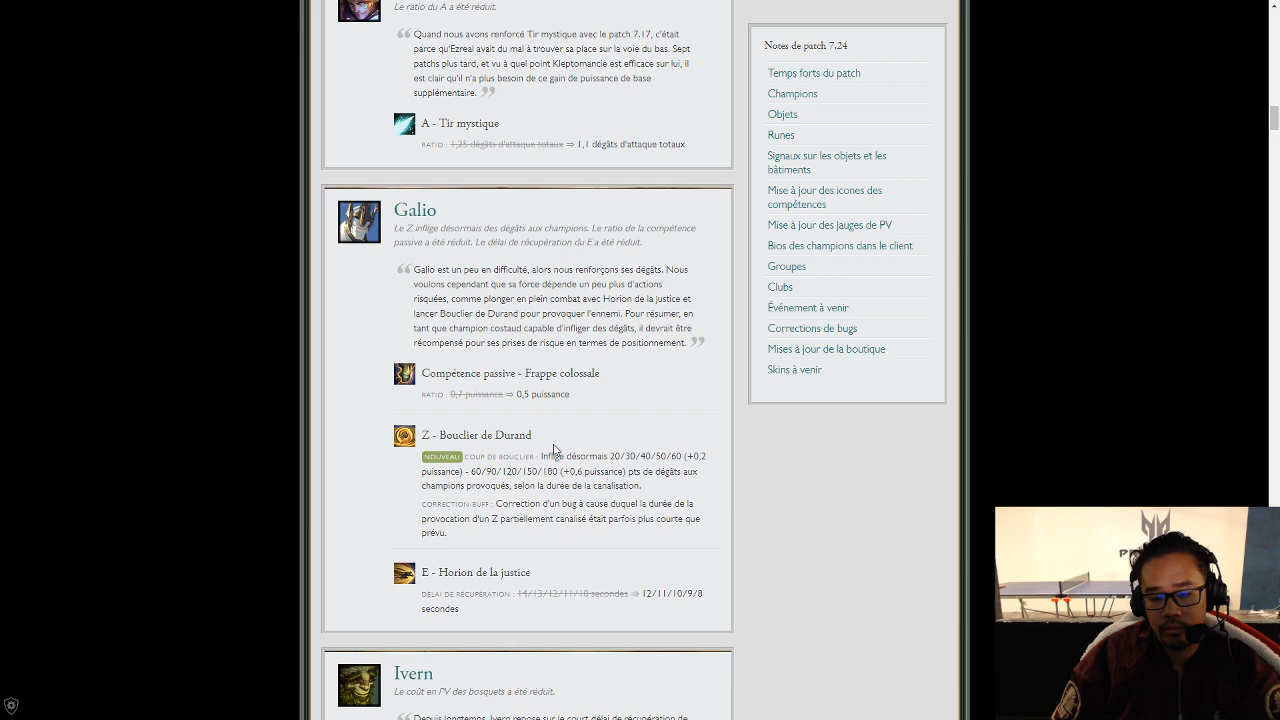 Le ratio du A a été réduit.
Quand nous avons renforcé Tir mystique avec le patch 7.17, c'était
parce qu'Ezreal avait du mal à trouver sa place sur la voie du bas. Sept
patchs plus tard, et vu à quel point Kleptomancie est efficace sur lui, il
est clair qu'il n'a plus besoin de ce gain de puissance de base
supplémentaire.
A - Tir mystique
RATIO : 1,25 dégâts d'attaque totaux ⇒ 1,1 dégâts d'attaque totaux
Galio
Le Z inflige désormais des dégâts aux champions. Le ratio de la compétence
passive a été réduit. Le délai de récupération du E a été réduit.
Galio est un peu en difficulté, alors nous renforçons ses dégâts. Nous
voulons cependant que sa force dépende un peu plus d'actions
risquées, comme plonger en plein combat avec Horion de la justice et
lancer Bouclier de Durand pour provoquer l'ennemi. Pour résumer, en
tant que champion costaud capable d'infliger des dégâts, il devrait être
récompensé pour ses prises de risque en termes de positionnement.
Compétence passive - Frappe colossale
RATIO : 0,7 puissance ⇒ 0,5 puissance
Z - Bouclier de Durand
NOUVEAU COUP DE BOUCLIER : Inflige désormais 20/30/40/50/60 (+0,2
puissance) - 60/90/120/150/180 (+0,6 puissance) pts de dégâts aux
champions provoqués, selon la durée de la canalisation.
CORRECTION-BUFF : Correction d'un bug à cause duquel la durée de la
provocation d'un Z partiellement canalisé était parfois plus courte que
prévu.
E - Horion de la justice
DÉLAI DE RÉCUPÉRATION : 14/13/12/11/10 secondes ⇒ 12/11/10/9/8
secondes
Ivern
Le coût en PV des bosquets a été réduit.
Depuis longtemps, Ivern repose sur le court délai de récupération de
Notes de patch 7.24
Temps forts du patch
Champions
Objets
Runes
Signaux sur les objets et les
bâtiments
Mise à jour des icones des
compétences
Mise à jour des jauges de PV
Bios des champions dans le client
Groupes
Clubs
Événement à venir
Corrections de bugs
Mises à jour de la boutique
Skins à venir